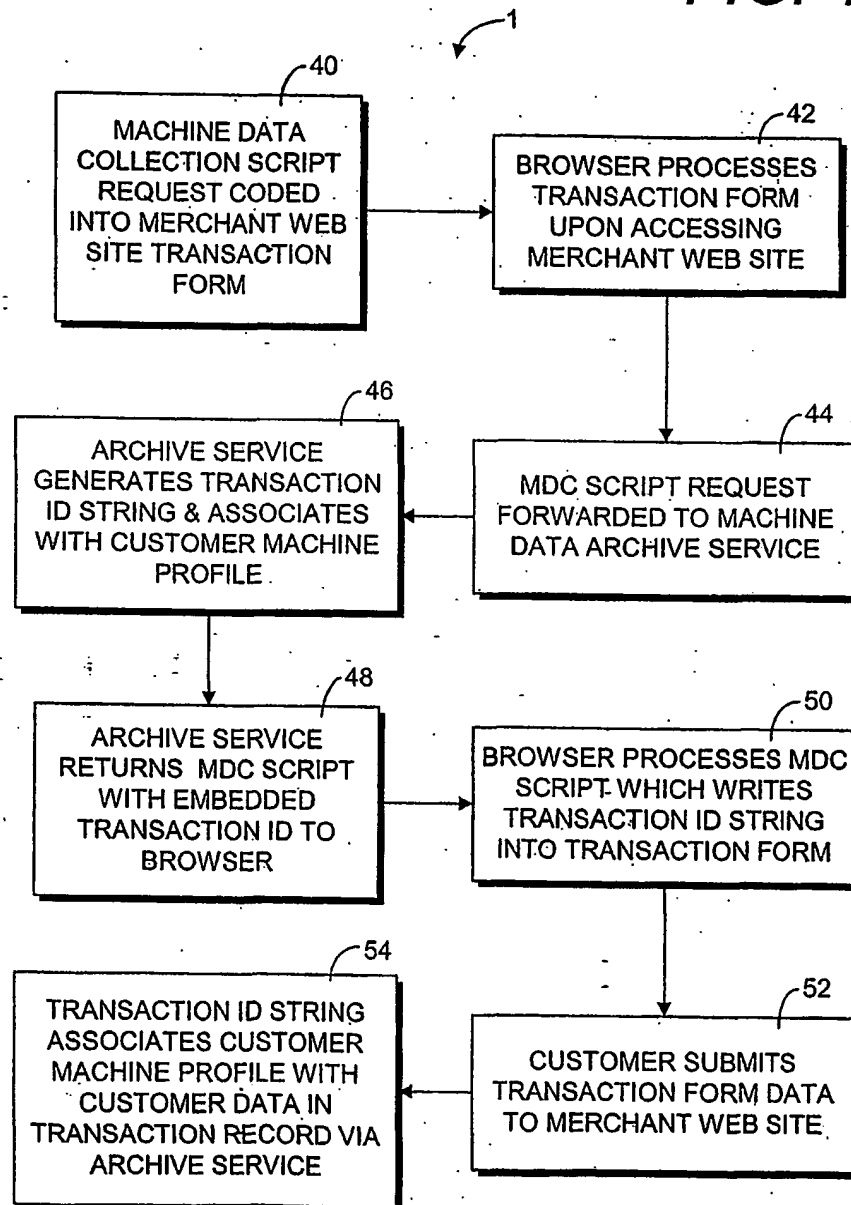 1
40
MACHINE DATA
COLLECTION SCRIPT
REQUEST CODED
INTO MERCHANT WEB
SITE TRANSACTION
FORM
42
BROWSER PROCESSES
TRANSACTION FORM
UPON ACCESSING
MERCHANT WEB SITE
46
ARCHIVE SERVICE
GENERATES TRANSACTION
ID STRING & ASSOCIATES
WITH CUSTOMER MACHINE
PROFILE
44
MDC SCRIPT REQUEST
FORWARDED TO MACHINE
DATA ARCHIVE SERVICE
48
ARCHIVE SERVICE
RETURNS MDC SCRIPT
WITH EMBEDDED
TRANSACTION ID TO
BROWSER
50
BROWSER PROCESSES MDC
SCRIPT WHICH WRITES
TRANSACTION ID STRING
INTO TRANSACTION FORM
54
TRANSACTION ID STRING
ASSOCIATES CUSTOMER
MACHINE PROFILE WITH
CUSTOMER DATA IN
TRANSACTION RECORD VIA
ARCHIVE SERVICE
52
CUSTOMER SUBMITS
TRANSACTION FORM DATA
TO MERCHANT WEB SITE